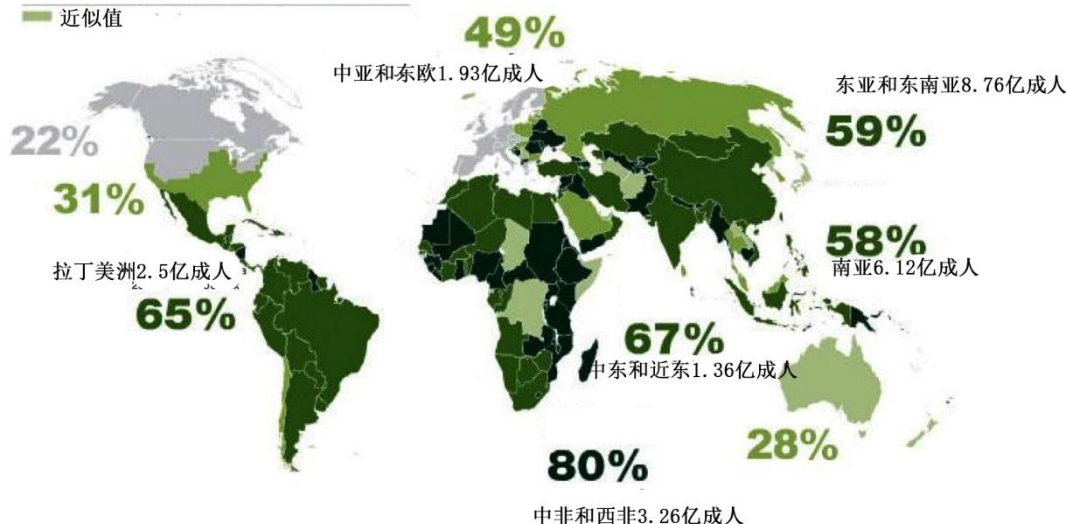 近似值
49%
中亚和东欧1.93亿成人
东亚和东南亚8.76亿成人
59%
22%
31%
58%
南亚6.12亿成人
拉丁美洲2.5亿成人
65%
67%
中东和近东1.36亿成人
28%
80%
中非和西非3.26亿成人